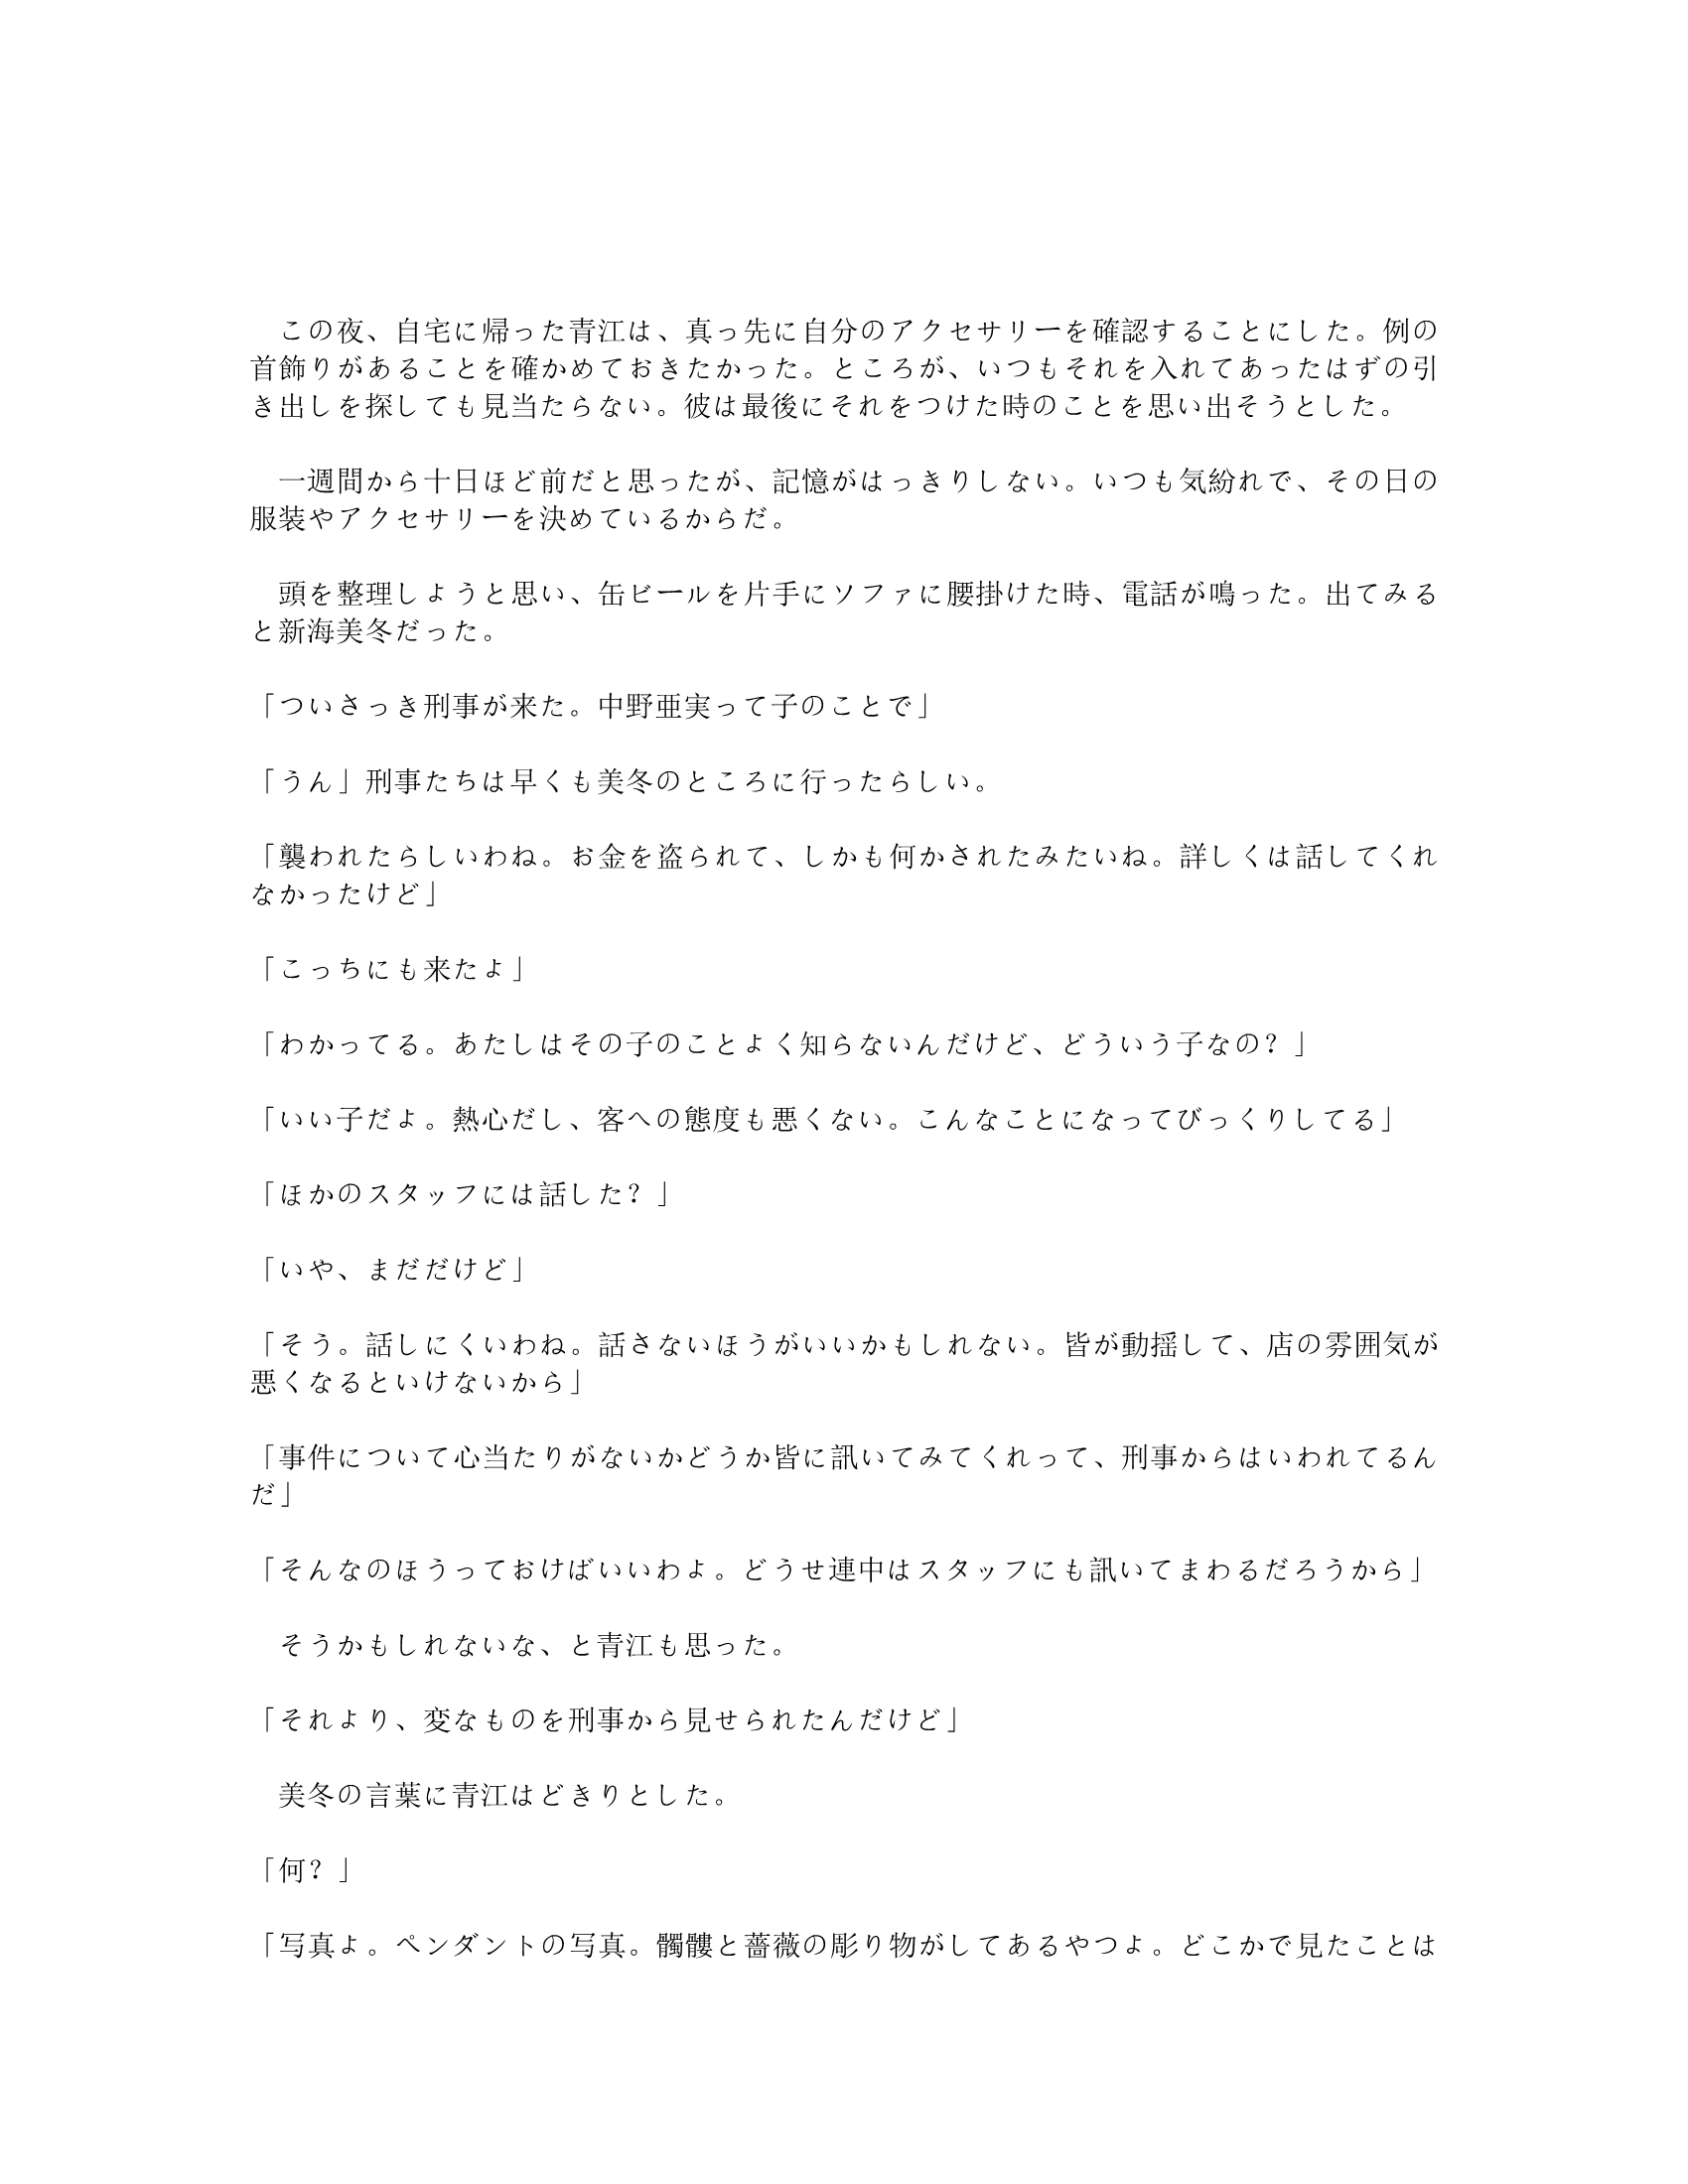 この夜、自宅に帰った青江は、真っ先に自分のアクセサリーを確認することにした。例の
首飾りがあることを確かめておきたかった。ところが、いつもそれを入れてあったはずの引
き出しを探しても見当たらない。彼は最後にそれをつけた時のことを思い出そうとした。
　一週間から十日ほど前だと思ったが、記憶がはっきりしない。いつも気紛れで、その日の
服装やアクセサリーを決めているからだ。
　頭を整理しようと思い、缶ビールを片手にソファに腰掛けた時、電話が鳴った。出てみる
と新海美冬だった。
「ついさっき刑事が来た。中野亜実って子のことで」
「うん」刑事たちは早くも美冬のところに行ったらしい。
「襲われたらしいわね。お金を盗られて、しかも何かされたみたいね。詳しくは話してくれ
なかったけど」
「こっちにも来たよ」
「わかってる。あたしはその子のことよく知らないんだけど、どういう子なの？」
「いい子だよ。熱心だし、客への態度も悪くない。こんなことになってびっくりしてる」
「ほかのスタッフには話した？」
「いや、まだだけど」
「そう。話しにくいわね。話さないほうがいいかもしれない。皆が動揺して、店の雰囲気が
悪くなるといけないから」
「事件について心当たりがないかどうか皆に訊いてみてくれって、刑事からはいわれてるん
だ」
「そんなのほうっておけばいいわよ。どうせ連中はスタッフにも訊いてまわるだろうから」
　そうかもしれないな、と青江も思った。
「それより、変なものを刑事から見せられたんだけど」
　美冬の言葉に青江はどきりとした。
「何？」
「写真よ。ペンダントの写真。髑髏と薔薇の彫り物がしてあるやつよ。どこかで見たことは